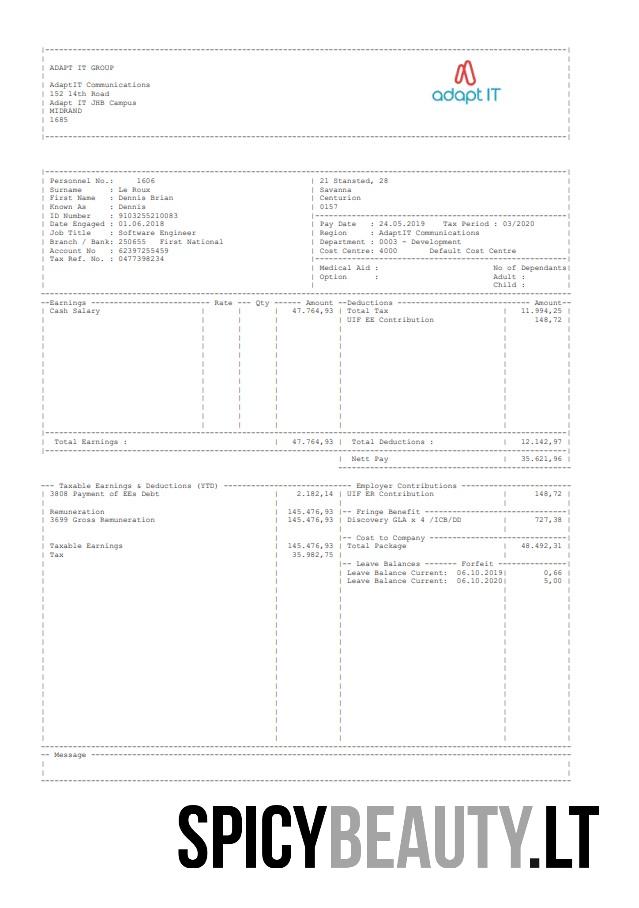 ADAPT IT GROUP
adapt IT
AdaptIT Communications
152 14th Road
Adapt IT JHB Campus
MIDRAND
1685
Personnel No.: 1606
Surname : Le Roux
First Name : Dennis Brian
Known As : Dennis
ID Number : 9103255210083
Date Engaged : 01.06.2018
Job Title : Software Engineer
Branch / Bank: 250655 First National
Account No : 62397255459
Tax Ref. No. : 0477398234
21 Stansted, 28
Savanna
Centurion
0157
Pay Date : 24.05.2019 Tax Period : 03/2020
Region : AdaptIT Communications
Department : 0003 - Development
Cost Centre: 4000 Default Cost Centre
Medical Aid : No of Dependants
Option : Adult :
Child :
Earnings Rate Qty Amount Deductions Amount
Cash Salary 47.764,93 Total Tax 11.994,25
UIF EE Contribution 148,72
Total Earnings : 47.764,93 Total Deductions : 12.142,97
Nett Pay 35.621,96
Taxable Earnings & Deductions (YTD) Employer Contributions
3808 Payment of EEs Debt 2.182,14 UIF ER Contribution 148,72
Remuneration 145.476,93 Fringe Benefit
3699 Gross Remuneration 145.476,93 Discovery GLA x 4 /ICB/DD 727,38
Cost to Company
Taxable Earnings 145.476,93 Total Package 48.492,31
Tax 35.982,75
Leave Balances Forfeit
Leave Balance Current: 06.10.2019 0,66
Leave Balance Current: 06.10.2020 5,00
Message
SPICYBEAUTY.LT